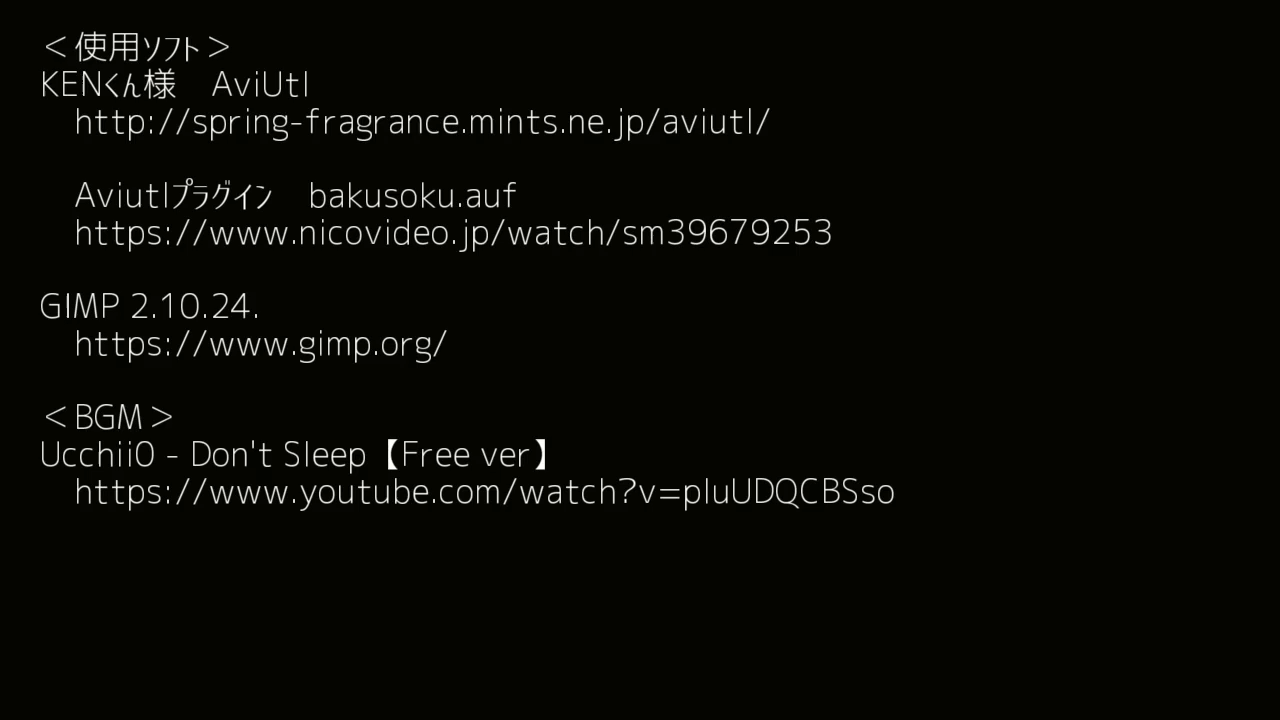 ＜使用ｿﾌﾄ＞
KENくん様　AviUtl
http://spring-fragrance.mints.ne.jp/aviutl/
Aviutlﾌﾟﾗｸﾞｲﾝ　bakusoku.auf
https://www.nicovideo.jp/watch/sm39679253
GIMP 2.10.24.
https://www.gimp.org/
＜BGM＞
Ucchii0 - Don't Sleep【Free ver】
https://www.youtube.com/watch?v=pluUDQCBSso